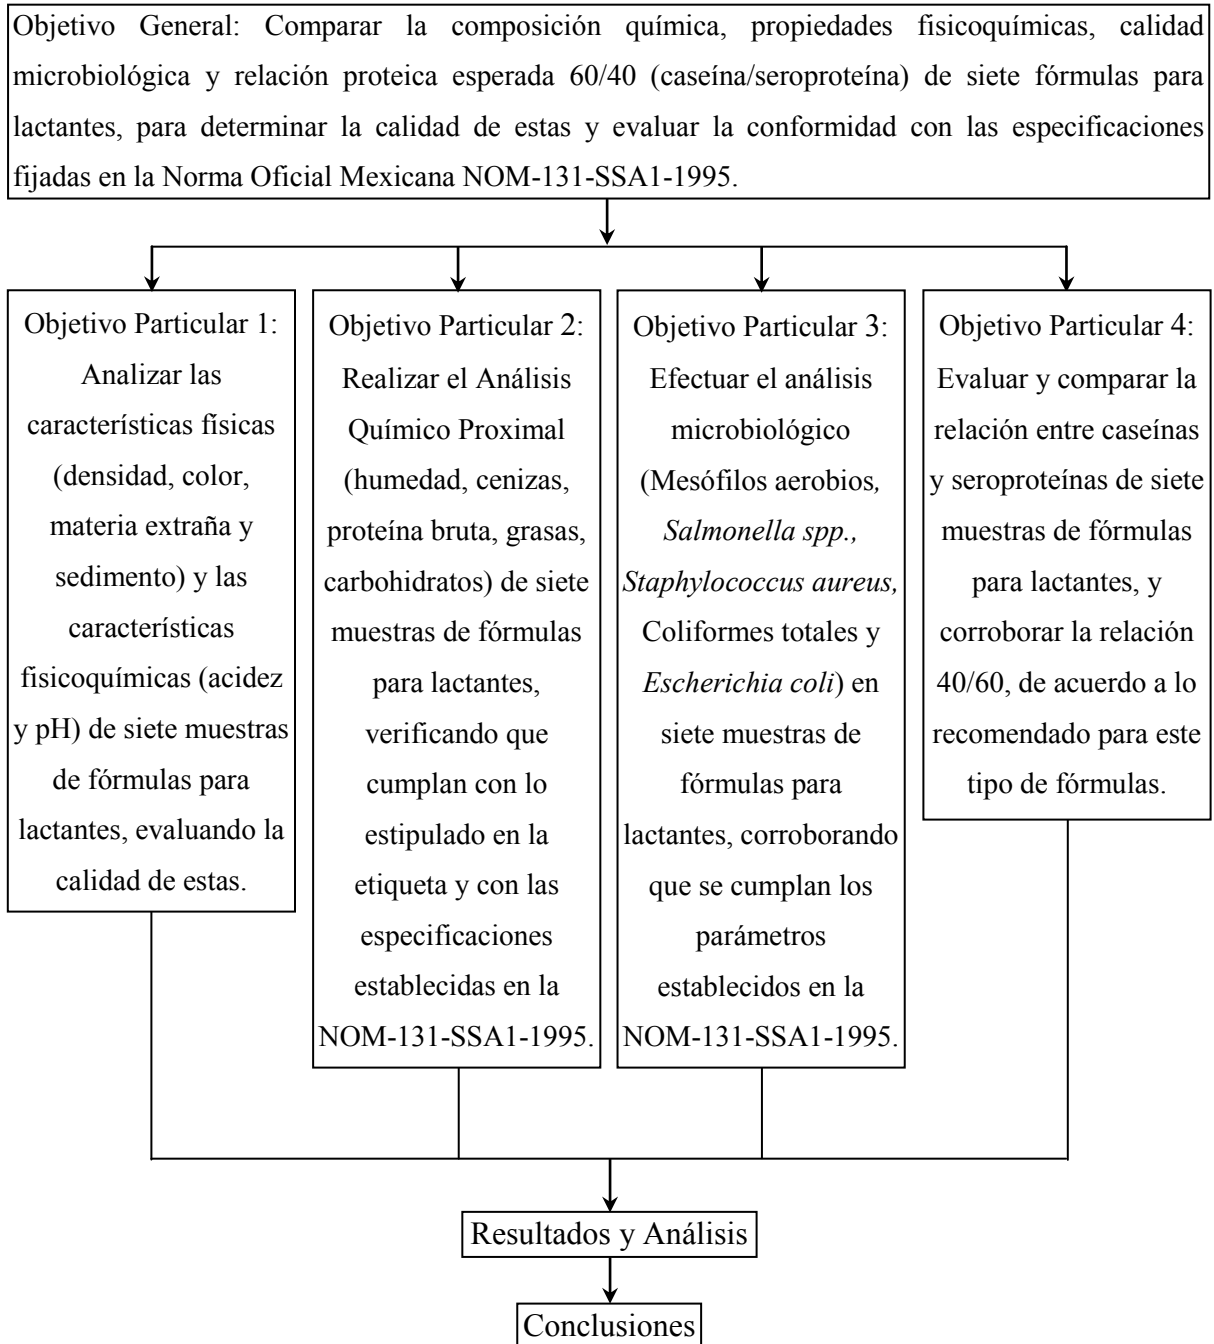 Objetivo General: Comparar la composición química, propiedades fisicoquímicas, calidad
microbiológica y relación proteica esperada 60/40 (caseína/seroproteína) de siete fórmulas para
lactantes, para determinar la calidad de estas y evaluar la conformidad con las especificaciones
fijadas en la Norma Oficial Mexicana NOM-131-SSA1-1995.
Objetivo Particular 1:
Analizar las
características físicas
(densidad, color,
materia extraña y
sedimento) y las
características
fisicoquímicas (acidez
y pH) de siete muestras
de fórmulas para
lactantes, evaluando la
calidad de estas.
Objetivo Particular 2:
Realizar el Análisis
Químico Proximal
(humedad, cenizas,
proteína bruta, grasas,
carbohidratos) de siete
muestras de fórmulas
para lactantes,
verificando que
cumplan con lo
estipulado en la
etiqueta y con las
especificaciones
establecidas en la
NOM-131-SSA1-1995.
Objetivo Particular 3:
Efectuar el análisis
microbiológico
(Mesófilos aerobios,
Salmonella spp.,
Staphylococcus aureus,
Coliformes totales y
Escherichia coli) en
siete muestras de
fórmulas para
lactantes, corroborando
que se cumplan los
parámetros
establecidos en la
NOM-131-SSA1-1995.
Objetivo Particular 4:
Evaluar y comparar la
relación entre caseínas
y seroproteínas de siete
muestras de fórmulas
para lactantes, y
corroborar la relación
40/60, de acuerdo a lo
recomendado para este
tipo de fórmulas.
Resultados y Análisis
Conclusiones